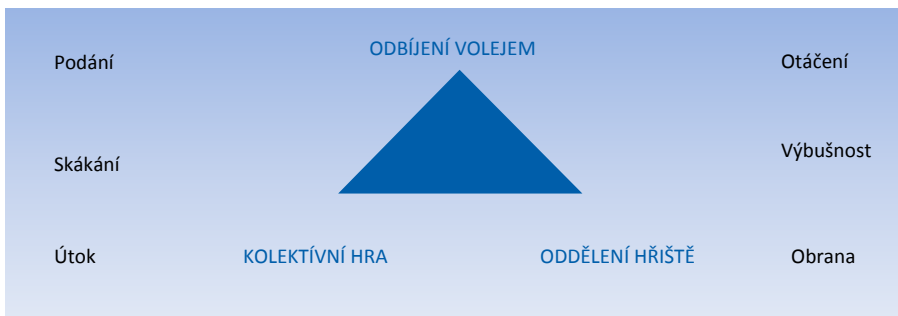 ODBÍJENÍ VOLEJEM
Podání
Otáčení
Skákání
Výbušnost
Útok
KOLEKTÍVNÍ HRA
ODDĚLENÍ HŘIŠTĚ
Obrana